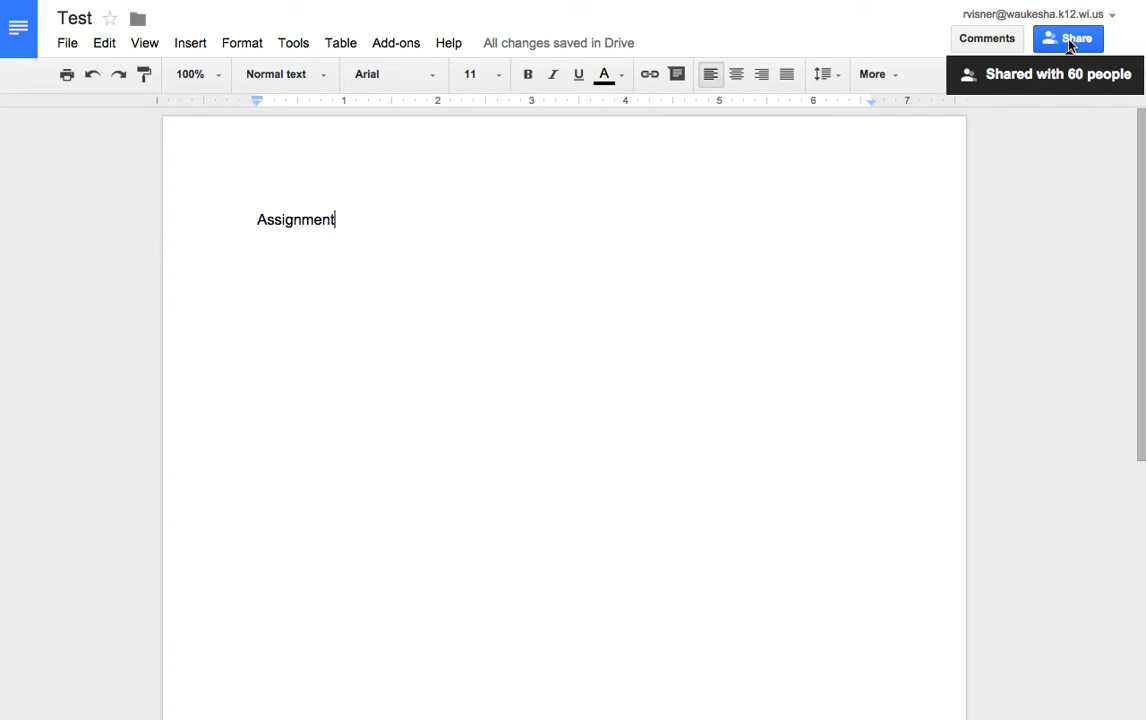 Test
rvisner@waukesha.k12.wi.us
File Edit View Insert Format Tools Table Add-ons Help All changes saved in Drive
Comments Share
100% Normal text Arial 11 B I U A More
Shared with 60 people
1 2 3 4 5 6 7
Assignment